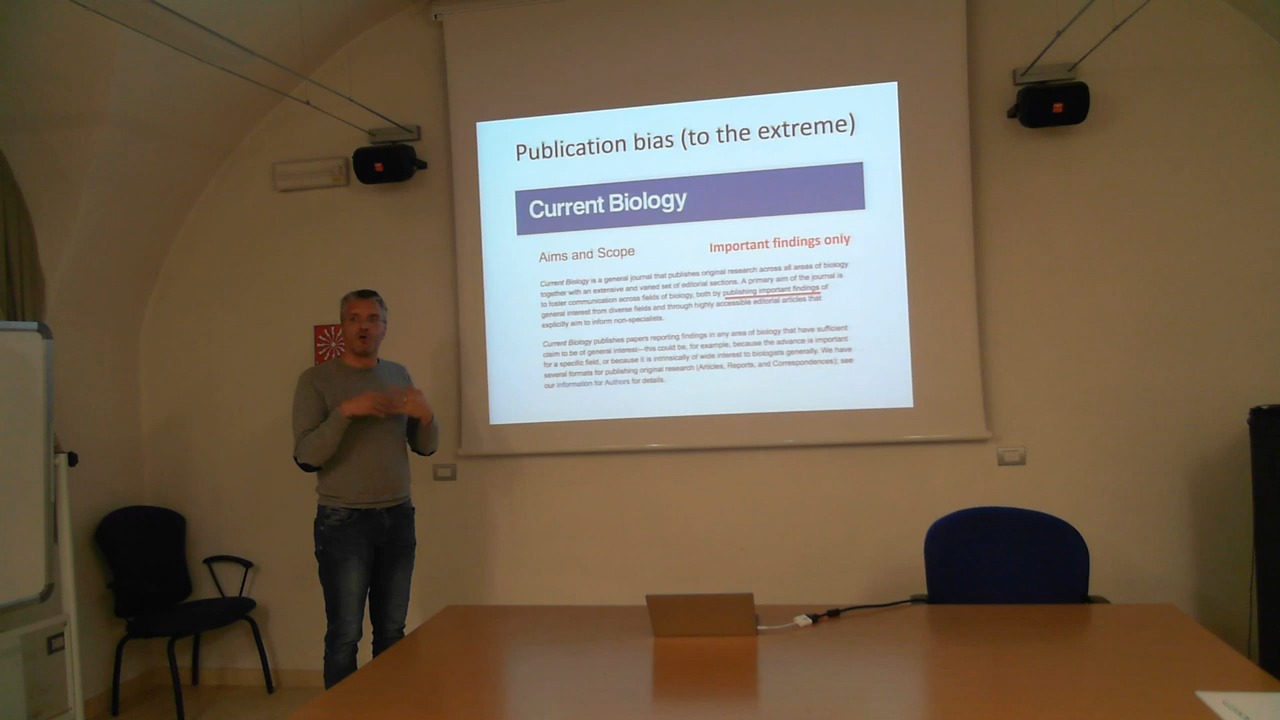 Publication bias (to the extreme)
Current Biology
Aims and Scope
Important findings only
Current Biology is a general journal that publishes original research across all areas of biology
together with an extensive and varied set of editorial sections. A primary aim of the journal is
to foster communication across fields of biology, both by publishing important findings of
general interest from diverse fields and through highly accessible editorial articles that
explicitly aim to inform non-specialists.
Current Biology publishes papers reporting findings in any area of biology that have sufficient
claim to be of general interest—this could be, for example, because the advance is important
for a specific field, or because it is intrinsically of wide interest to biologists generally. We have
several formats for publishing original research (Articles, Reports, and Correspondences); see
our Information for Authors for details.